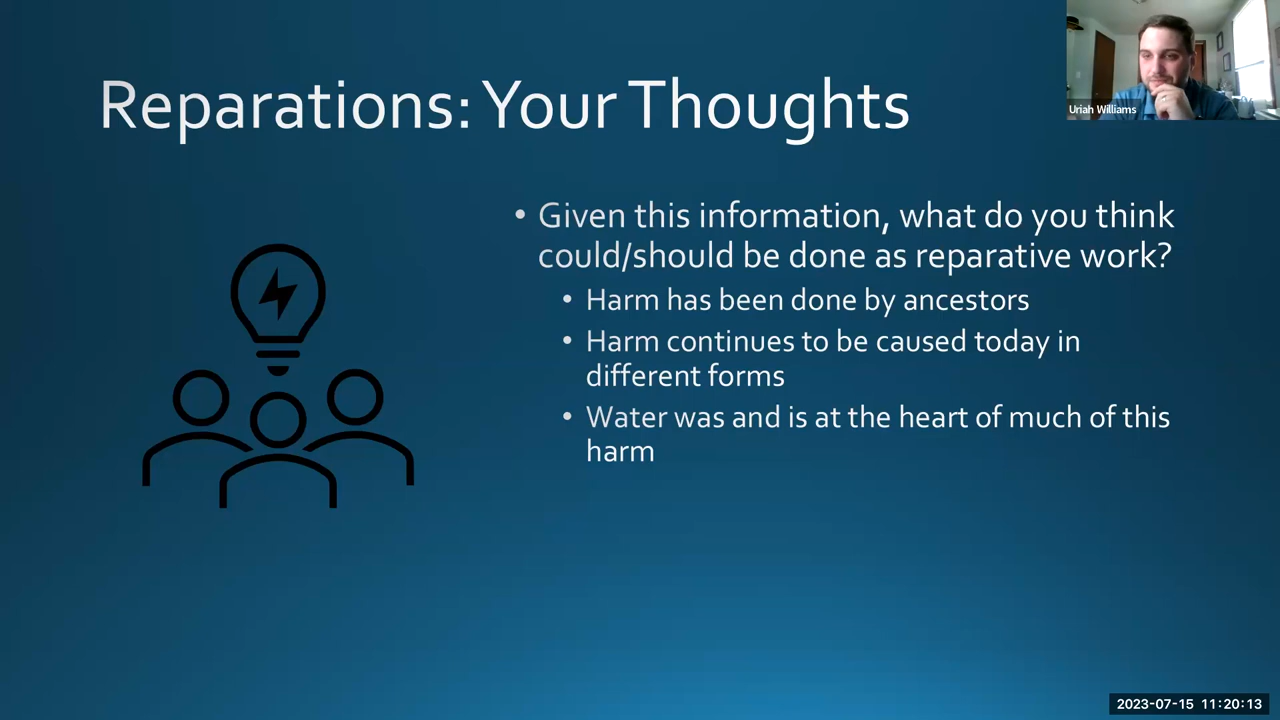 Reparations: Your Thoughts
Uriah Williams
• Given this information, what do you think
could/should be done as reparative work?
• Harm has been done by ancestors
• Harm continues to be caused today in
different forms
• Water was and is at the heart of much of this
harm
2023-07-15 11:20:13